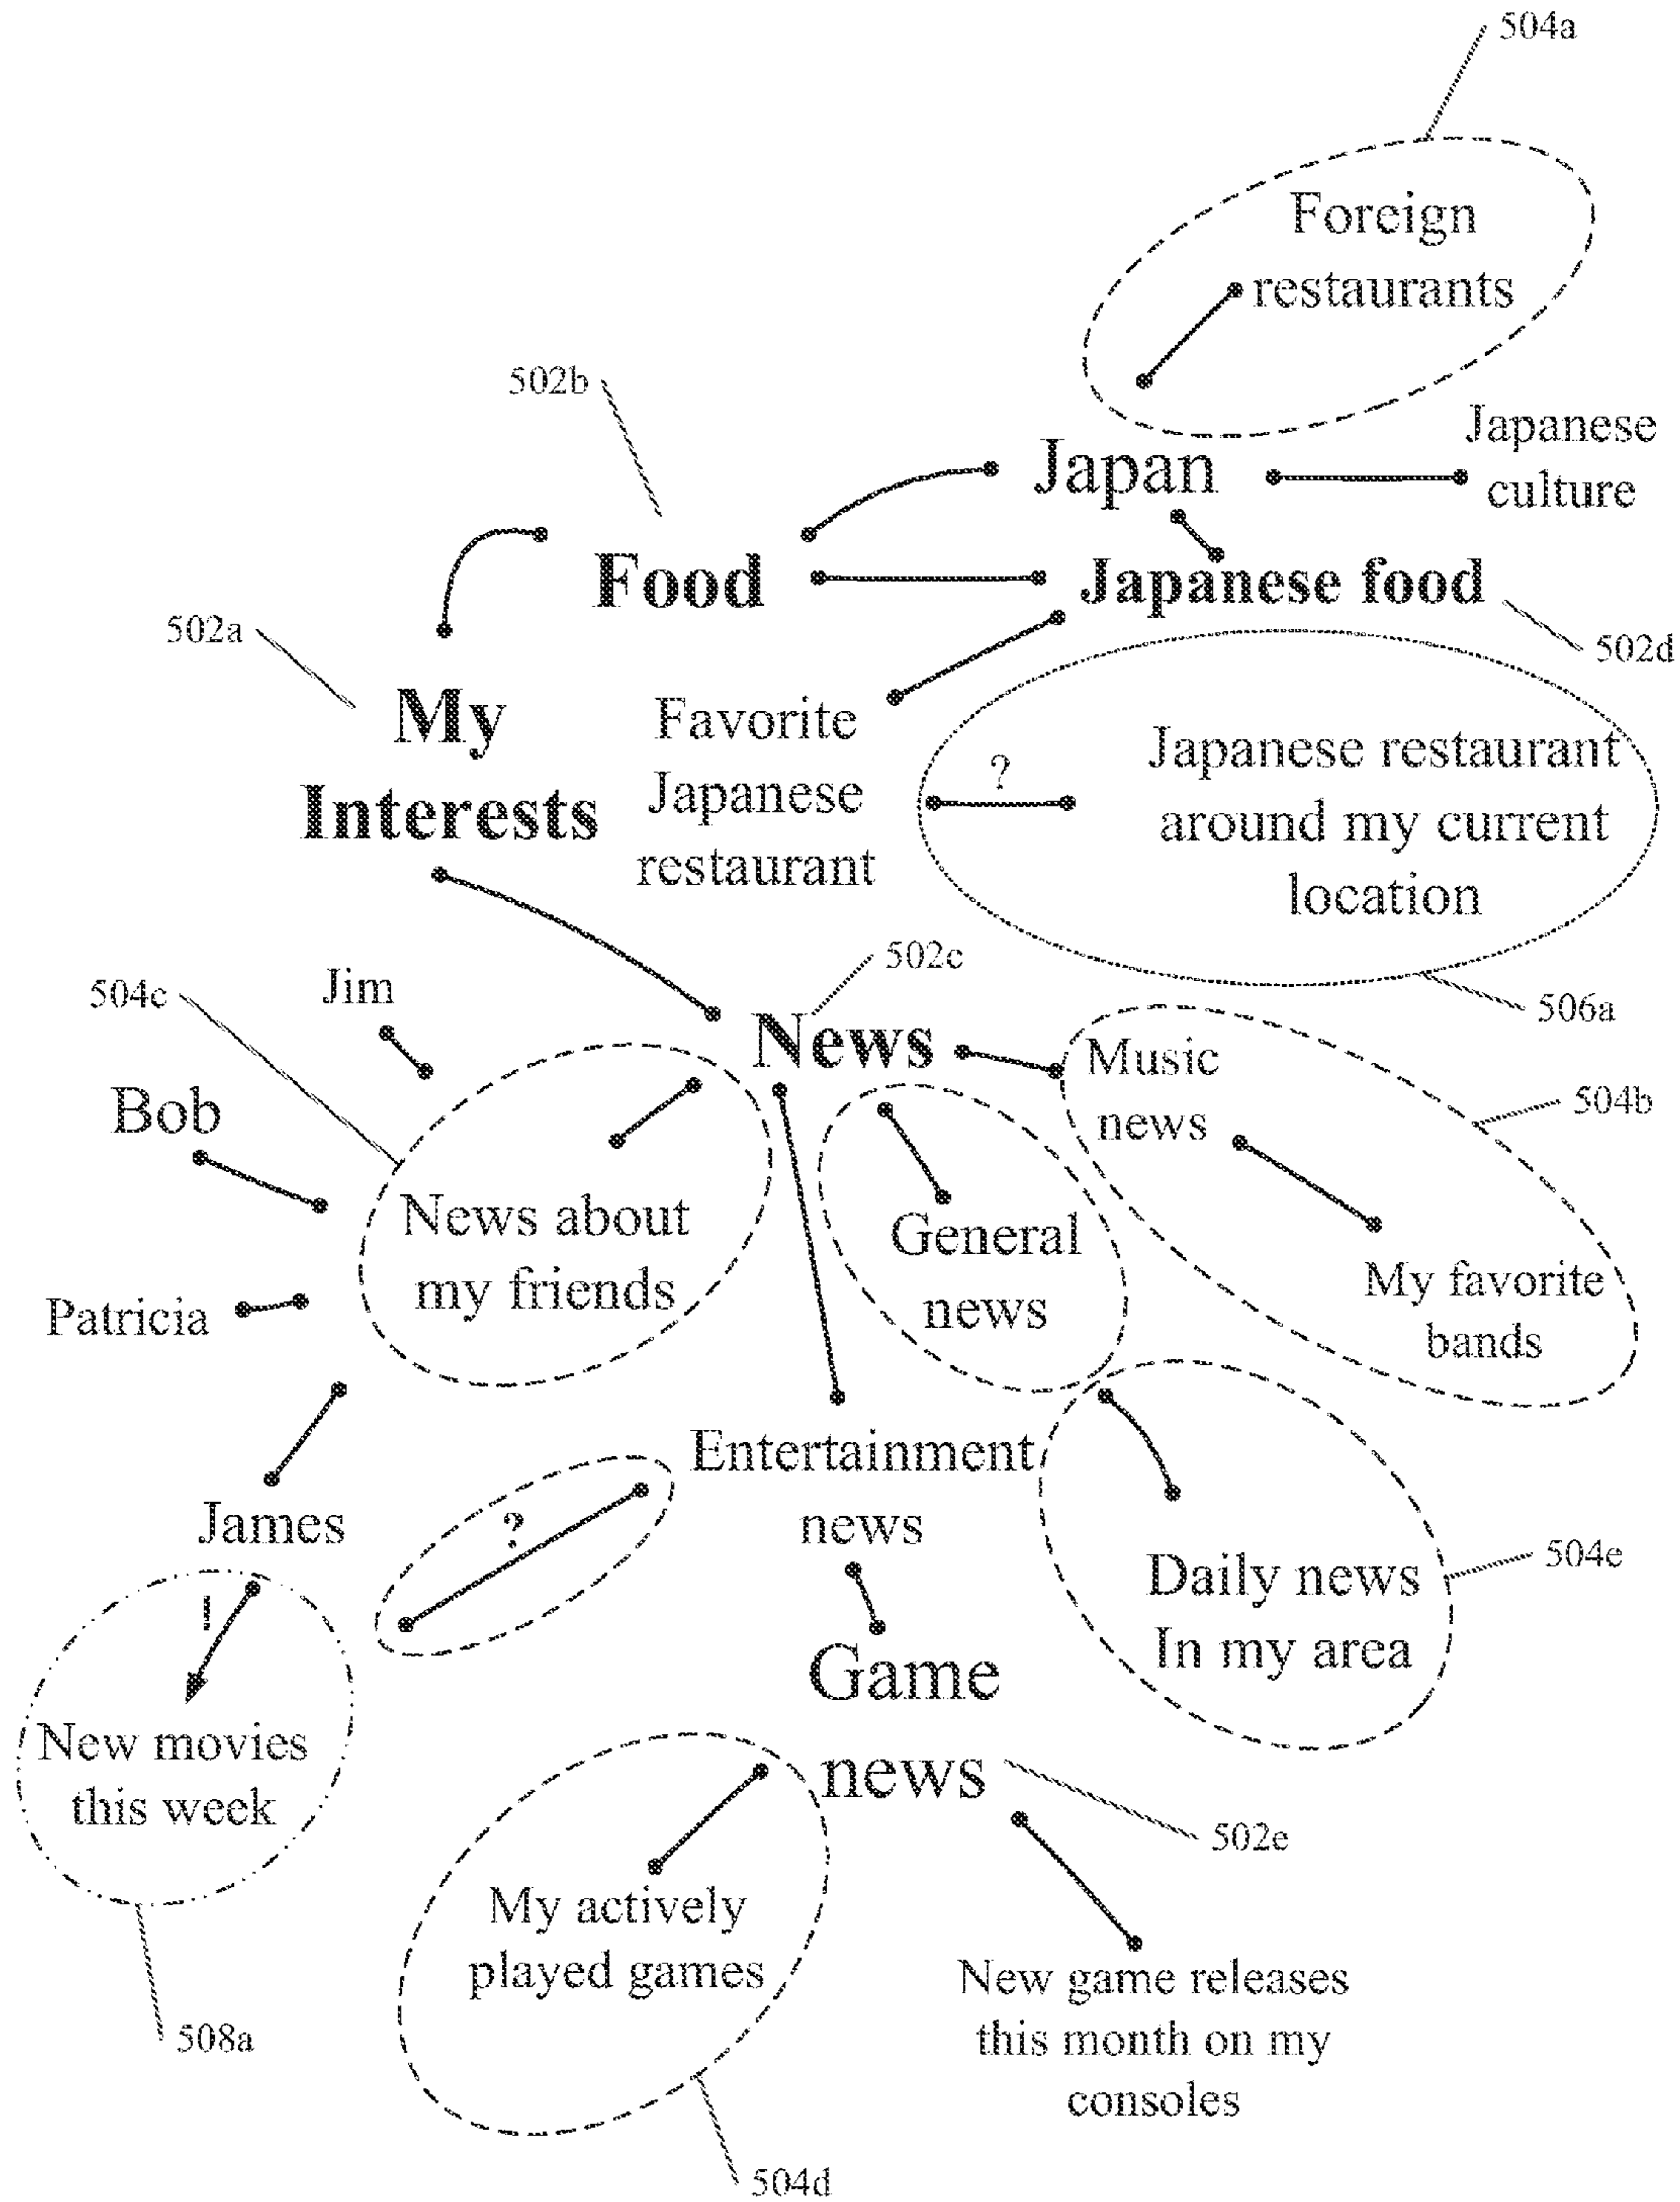 504a
Foreign
restaurants
502b
Japanese
culture
Japan
Food
Japanese food
502a
502d
My
Interests
Favorite
Japanese
restaurant
?
Japanese restaurant
around my current
location
502c
506a
504c
Jim
News
Music
news
504b
Bob
News about
my friends
General
news
My favorite
bands
Patricia
Entertainment
news
James
?
504e
Daily news
In my area
!
Game
news
New movies
this week
502e
My actively
played games
New game releases
this month on my
consoles
508a
504d